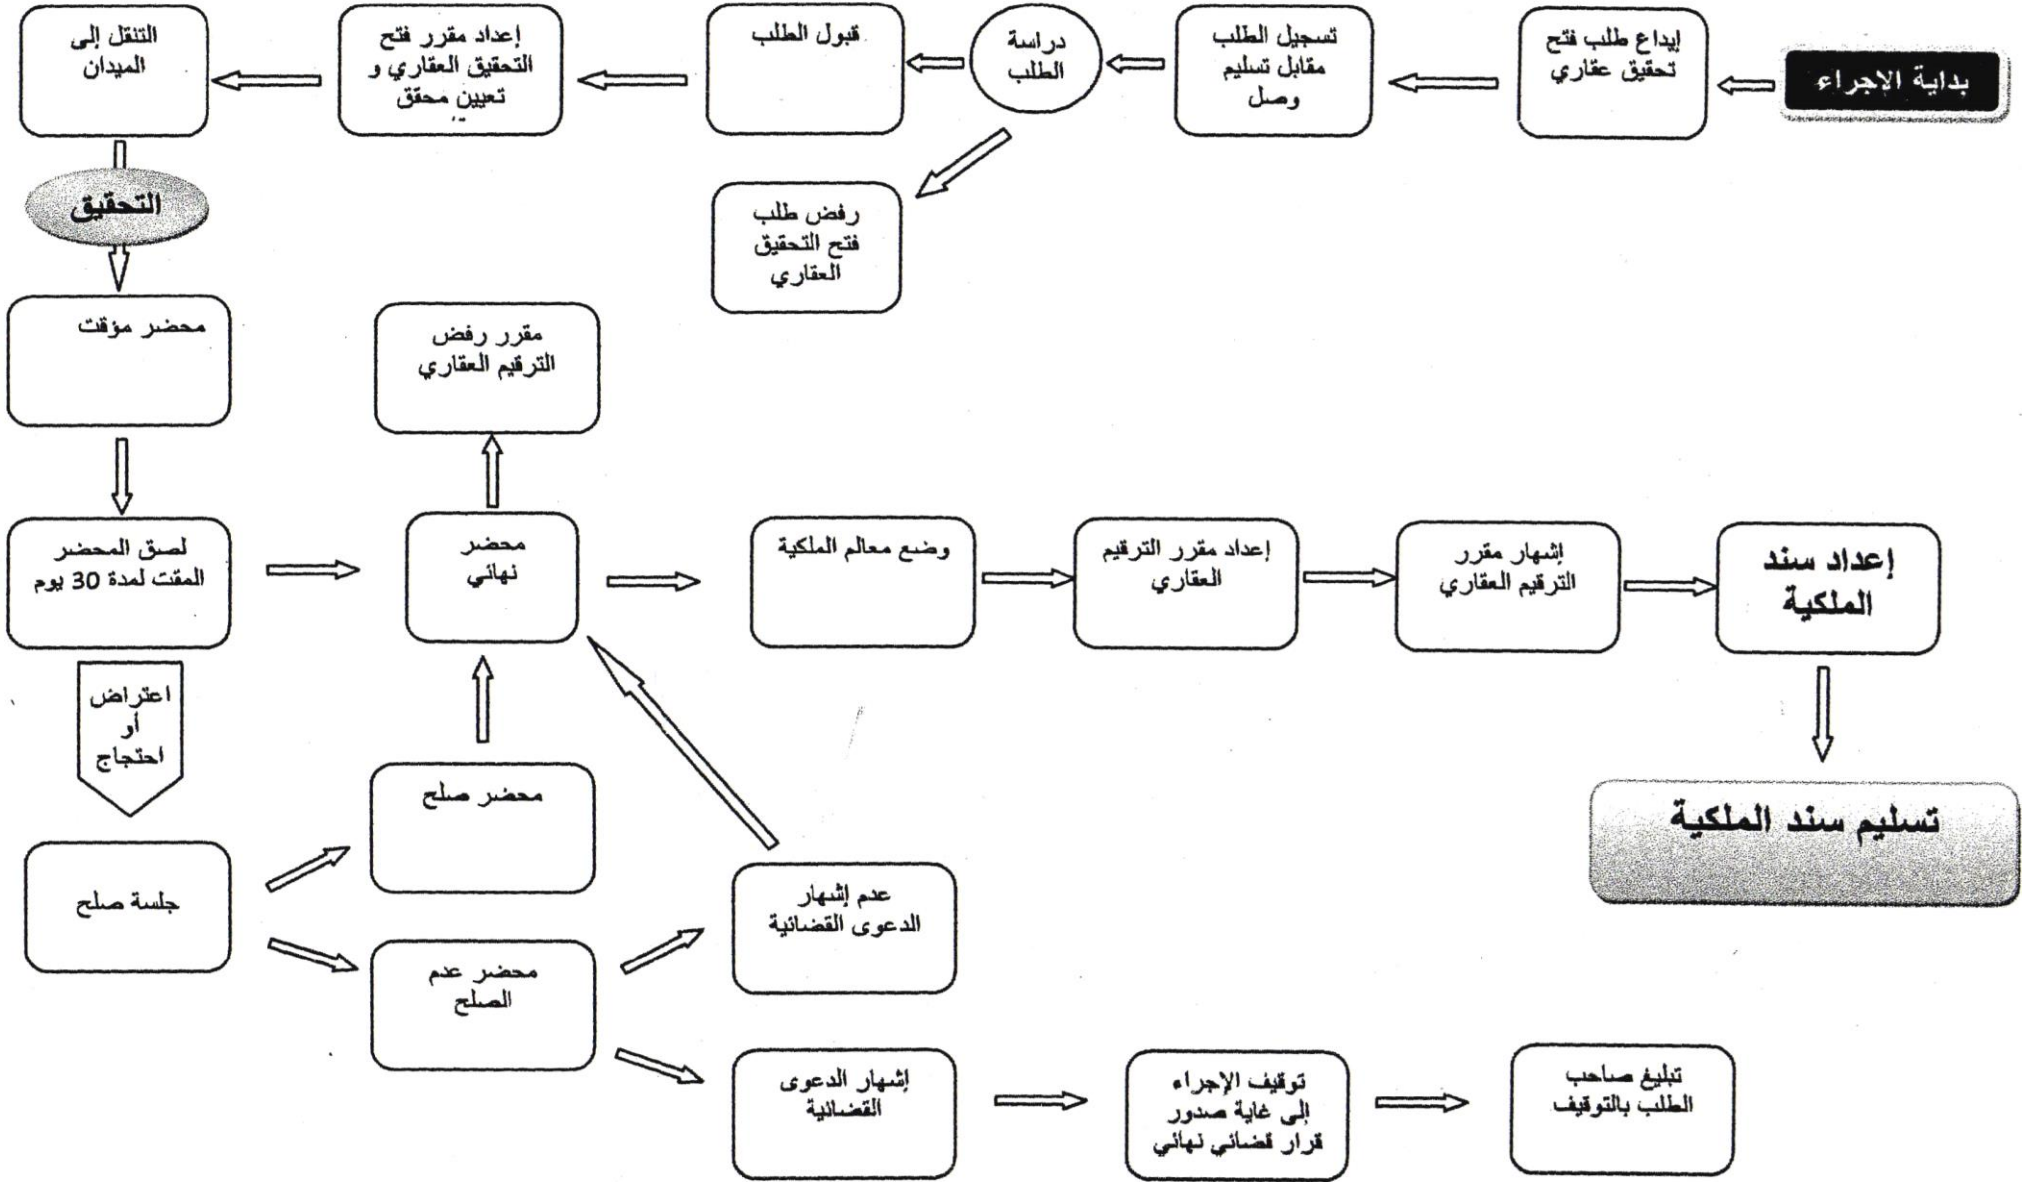 بداية الإجراء
إيداع طلب فتح
تحقيق عقاري
تسجيل الطلب
مقابل تسليم
وصل
دراسة
الطلب
قبول الطلب
إعداد مقرر فتح
التحقيق العقاري و
تعيين محقق
التنقل إلى
الميدان
التحقيق
رفض طلب
فتح التحقيق
العقاري
محضر مؤقت
مقرر رفض
الترقيم العقاري
لصق المحضر
المقت لمدة 30 يوم
محضر
نهائي
وضع معالم الملكية
إعداد مقرر الترقيم
العقاري
إشهار مقرر
الترقيم العقاري
إعداد سند
الملكية
اعتراض
أو
احتجاج
محضر صلح
تسليم سند الملكية
جلسة صلح
عدم إشهار
الدعوى القضائية
محضر عدم
الصلح
إشهار الدعوى
القضائية
توقيف الإجراء
إلى غاية صدور
قرار قضائي نهائي
تبليغ صاحب
الطلب بالتوقيف